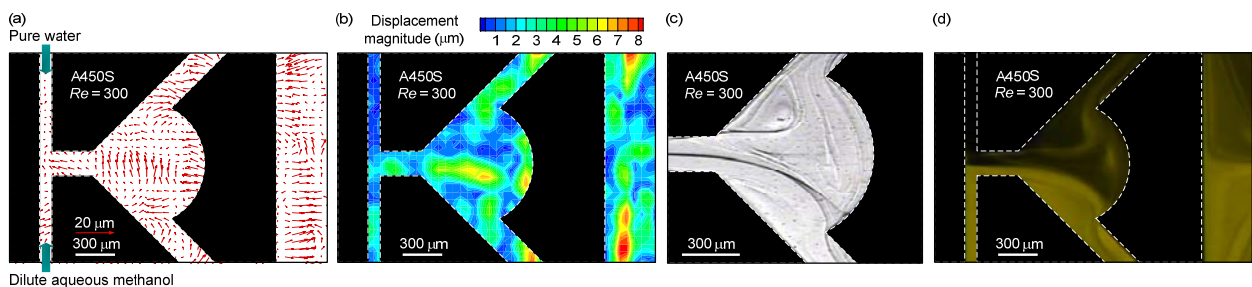 (a)
Pure water
A450S
Re = 300
20 μm
300 μm
Dilute aqueous methanol
(b)
Displacement
magnitude (μm)
1 2 3 4 5 6 7 8
A450S
Re = 300
300 μm
(c)
A450S
Re = 300
300 μm
(d)
A450S
Re = 300
300 μm